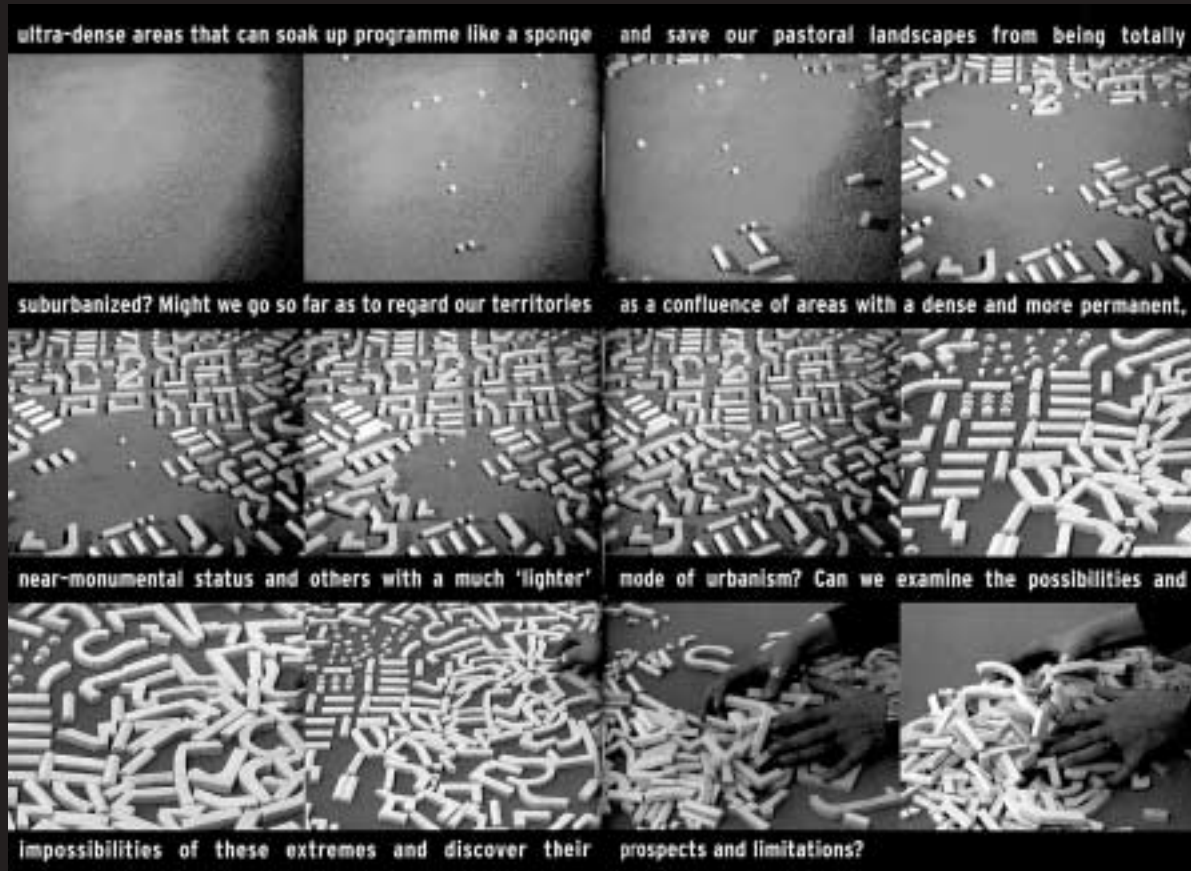 ultra-dense areas that can soak up programme like a sponge
and save our pastoral landscapes from being totally
suburbanized? Might we go so far as to regard our territories
as a confluence of areas with a dense and more permanent,
near-monumental status and others with a much ‘lighter’
mode of urbanism? Can we examine the possibilities and
impossibilities of these extremes and discover their
prospects and limitations?